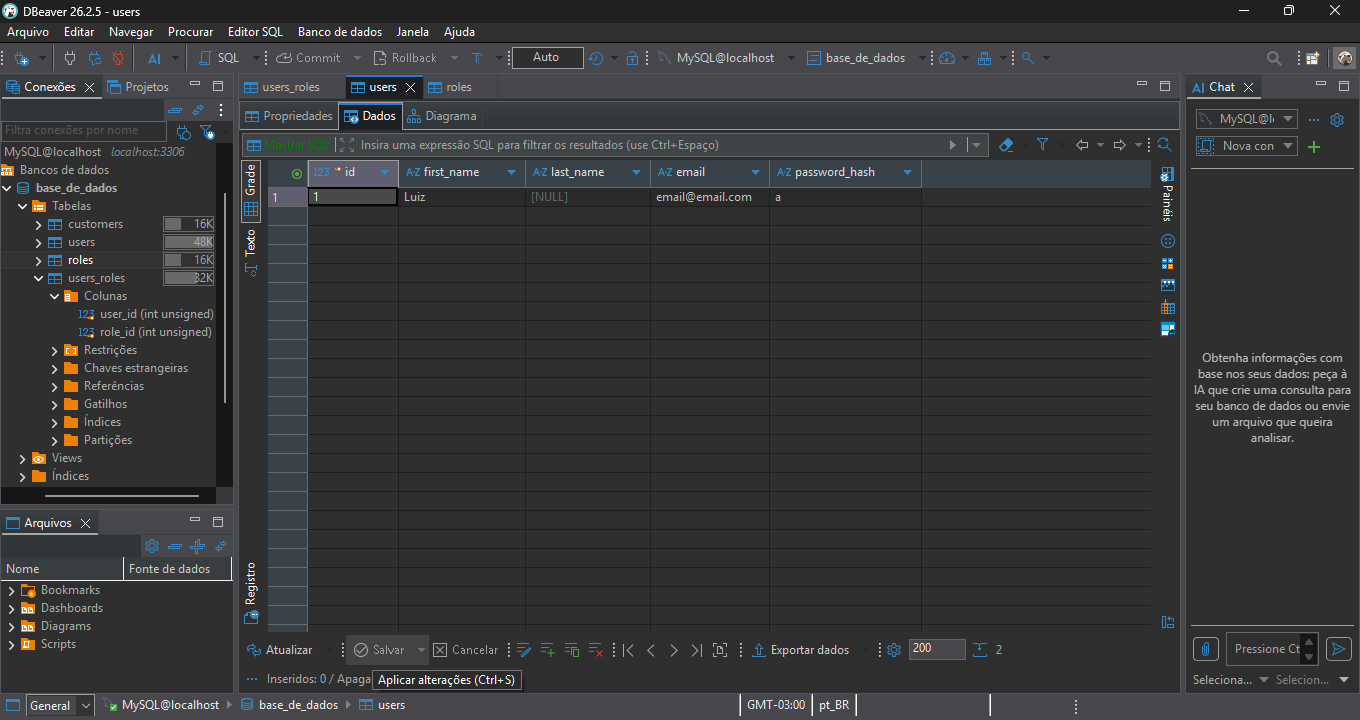 DBeaver 26.2.5 - users
Arquivo Editar Navegar Procurar Editor SQL Banco de dados Janela Ajuda
AI SQL Commit Rollback T Auto MySQL@localhost base_de_dados
Conexões Projetos
Filtra conexões por nome
MySQL@localhost localhost:3306
Bancos de dados
base_de_dados
Tabelas
customers 16K
users 48K
roles 16K
users_roles 32K
Colunas
123 user_id (int unsigned)
123 role_id (int unsigned)
Restrições
Chaves estrangeiras
Referências
Gatilhos
Índices
Partições
Views
Índices
Arquivos
Nome Fonte de dados
Bookmarks
Dashboards
Diagrams
Scripts
users_roles users roles
Propriedades Dados Diagrama
Mostrar SQL Insira uma expressão SQL para filtrar os resultados (use Ctrl+Espaço)
Grade
Texto
Registro
123 id A-Z first_name A-Z last_name A-Z email A-Z password_hash
1 1 Luiz [NULL] email@email.com a
Painéis
Atualizar Salvar Cancelar Exportar dados 200 2
Inseridos: 0 / Apaga
Aplicar alterações (Ctrl+S)
AI Chat
MySQL@l
Nova con
Obtenha informações com
base nos seus dados: peça à
IA que crie uma consulta para
seu banco de dados ou envie
um arquivo que queira
analisar.
Pressione Ct
Seleciona... Selecion...
General MySQL@localhost base_de_dados users GMT-03:00 pt_BR